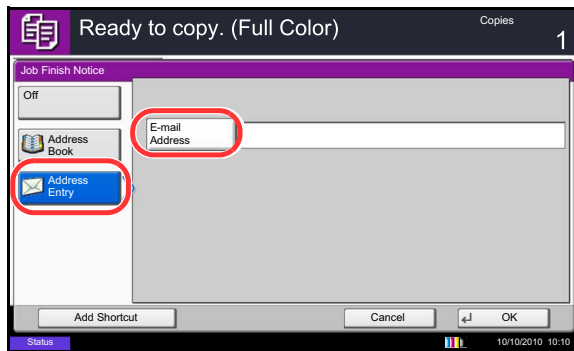 Ready to copy. (Full Color)
Copies
1
Job Finish Notice
Off
Address
Book
Address
Entry
E-mail
Address
Add Shortcut
Cancel
OK
Status
10/10/2010 10:10